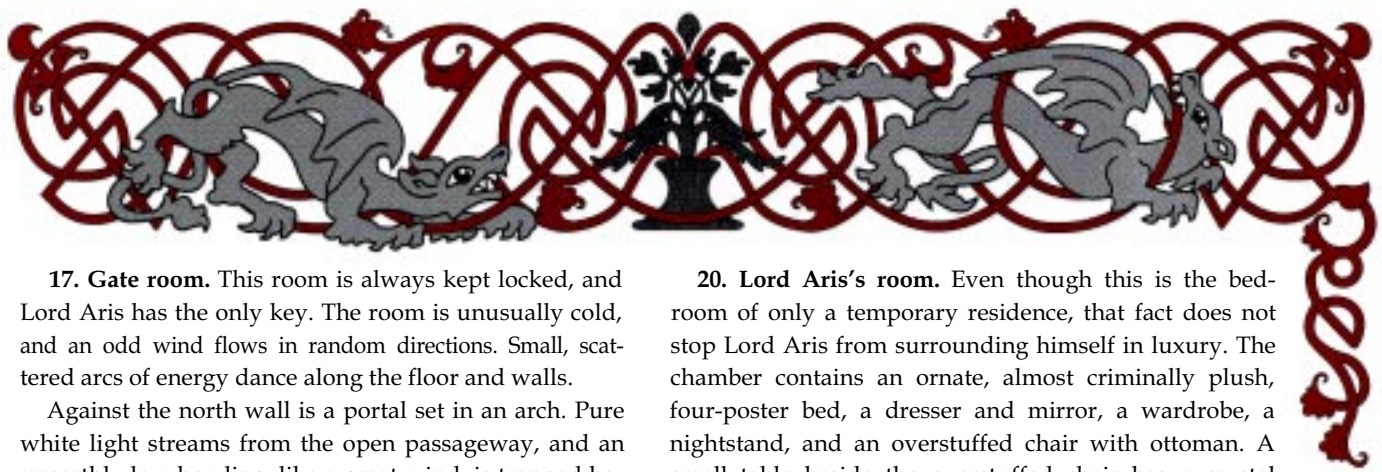 17. Gate room. This room is always kept locked, and
Lord Aris has the only key. The room is unusually cold,
and an odd wind flows in random directions. Small, scat-
tered arcs of energy dance along the floor and walls.
Against the north wall is a portal set in an arch. Pure
white light streams from the open passageway, and an
20. Lord Aris’s room. Even though this is the bed-
room of only a temporary residence, that fact does not
stop Lord Aris from surrounding himself in luxury. The
chamber contains an ornate, almost criminally plush,
four-poster bed, a dresser and mirror, a wardrobe, a
nightstand, and an overstuffed chair with ottoman. A